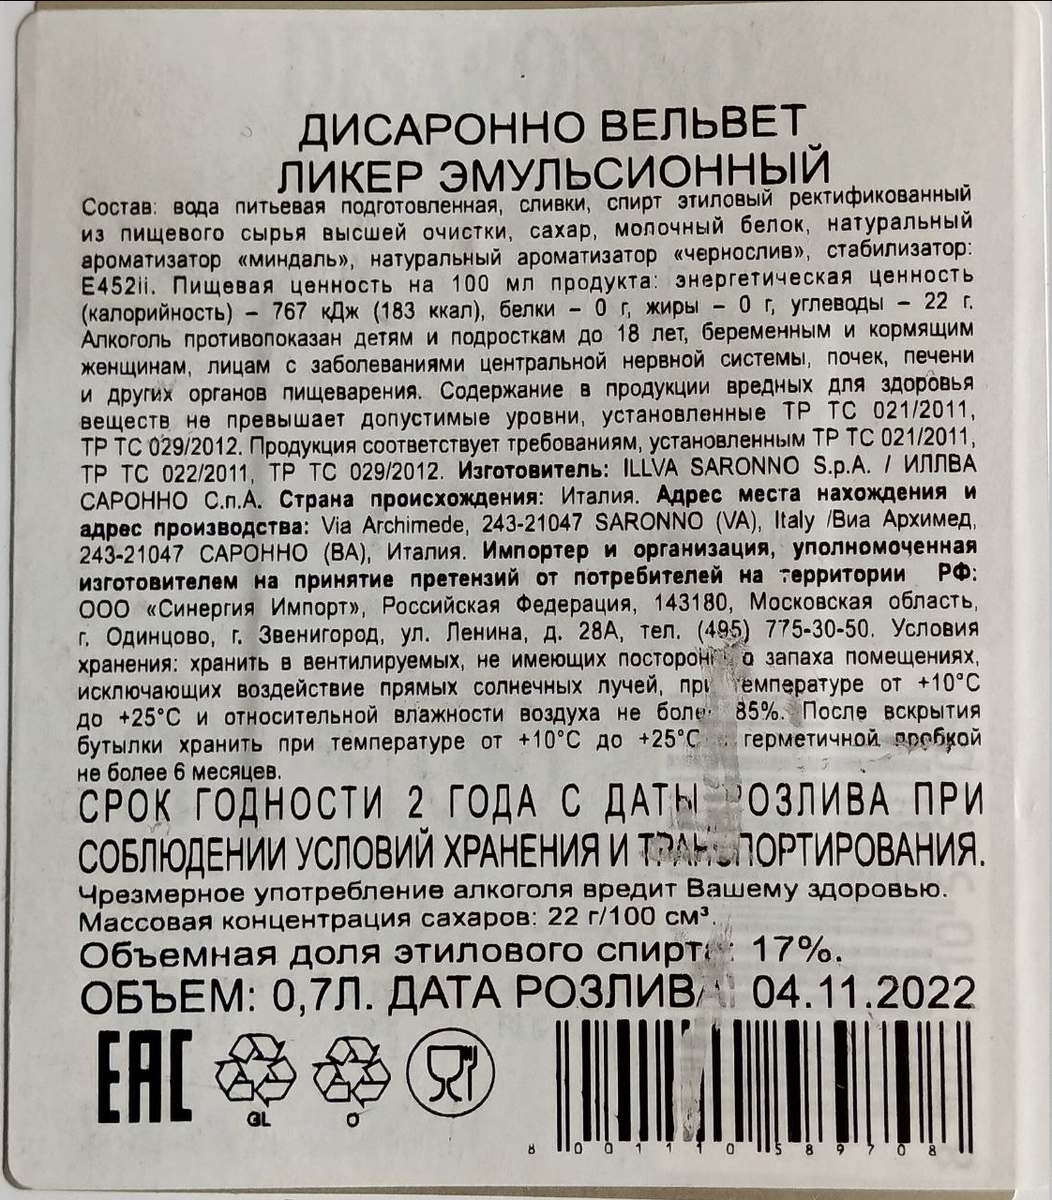 ДИСАРОННО ВЕЛЬВЕТ
ЛИКЕР ЭМУЛЬСИОННЫЙ
Состав: вода питьевая подготовленная, сливки, спирт этиловый ректификованный
из пищевого сырья высшей очистки, сахар, молочный белок, натуральный
ароматизатор «миндаль», натуральный ароматизатор «чернослив», стабилизатор:
Е452ii. Пищевая ценность на 100 мл продукта: энергетическая ценность
(калорийность) – 767 кДж (183 ккал), белки – 0 г, жиры – 0 г, углеводы – 22 г.
Алкоголь противопоказан детям и подросткам до 18 лет, беременным и кормящим
женщинам, лицам с заболеваниями центральной нервной системы, почек, печени
и других органов пищеварения. Содержание в продукции вредных для здоровья
веществ не превышает допустимые уровни, установленные ТР ТС 021/2011,
ТР ТС 029/2012. Продукция соответствует требованиям, установленным ТР ТС 021/2011,
ТР ТС 022/2011, ТР ТС 029/2012. Изготовитель: ILLVA SARONNO S.p.A. / ИЛЛВА
САРОННО С.п.А. Страна происхождения: Италия. Адрес места нахождения и
адрес производства: Via Archimede, 243-21047 SARONNO (VA), Italy /Виа Архимед,
243-21047 САРОННО (ВА), Италия. Импортер и организация, уполномоченная
изготовителем на принятие претензий от потребителей на территории РФ:
ООО «Синергия Импорт», Российская Федерация, 143180, Московская область,
г. Одинцово, г. Звенигород, ул. Ленина, д. 28А, тел. (495) 775-30-50. Условия
хранения: хранить в вентилируемых, не имеющих постороннего запаха помещениях,
исключающих воздействие прямых солнечных лучей, при температуре от +10°С
до +25°С и относительной влажности воздуха не более 85%. После вскрытия
бутылки хранить при температуре от +10°С до +25°С с герметичной пробкой
не более 6 месяцев.
СРОК ГОДНОСТИ 2 ГОДА С ДАТЫ РОЗЛИВА ПРИ
СОБЛЮДЕНИИ УСЛОВИЙ ХРАНЕНИЯ И ТРАНСПОРТИРОВАНИЯ.
Чрезмерное употребление алкоголя вредит Вашему здоровью.
Массовая концентрация сахаров: 22 г/100 см³.
Объемная доля этилового спирта: 17%.
ОБЪЕМ: 0,7Л. ДАТА РОЗЛИВА: 04.11.2022
EAC
GL
0
8 001110 589708